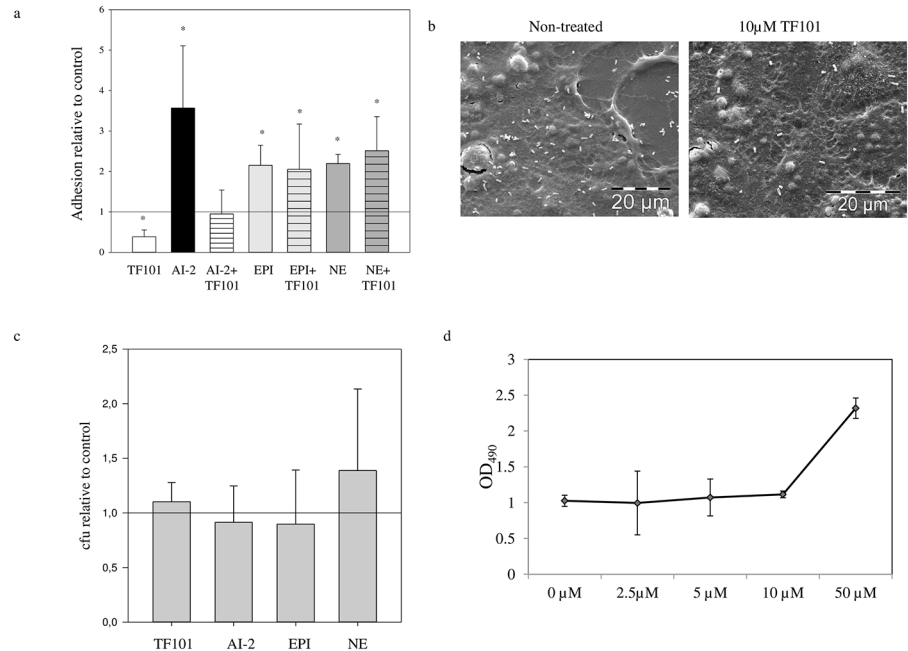 a
Adhesion relative to control
6
5
4
3
2
1
0
*
*
*
*
*
*
TF101 AI-2 AI-2+ EPI EPI+ NE NE+
TF101 TF101 TF101
b
Non-treated 10µM TF101
20 µm 20 µm
c
cfu relative to control
2,5
2,0
1,5
1,0
0,5
0,0
TF101 AI-2 EPI NE
d
OD490
3
2.5
2
1.5
1
0.5
0
0 µM 2.5µM 5 µM 10 µM 50 µM